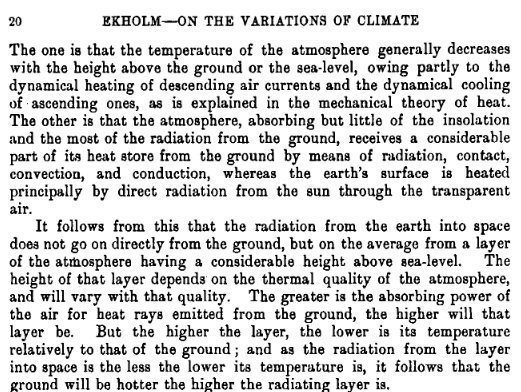 20 EKHOLM—ON THE VARIATIONS OF CLIMATE
The one is that the temperature of the atmosphere generally decreases
with the height above the ground or the sea-level, owing partly to the
dynamical heating of descending air currents and the dynamical cooling
of ascending ones, as is explained in the mechanical theory of heat.
The other is that the atmosphere, absorbing but little of the insolation
and the most of the radiation from the ground, receives a considerable
part of its heat store from the ground by means of radiation, contact,
convection, and conduction, whereas the earth's surface is heated
principally by direct radiation from the sun through the transparent
air.
It follows from this that the radiation from the earth into space
does not go on directly from the ground, but on the average from a layer
of the atmosphere having a considerable height above sea-level. The
height of that layer depends on the thermal quality of the atmosphere,
and will vary with that quality. The greater is the absorbing power of
the air for heat rays emitted from the ground, the higher will that
layer be. But the higher the layer, the lower is its temperature
relatively to that of the ground; and as the radiation from the layer
into space is the less the lower its temperature is, it follows that the
ground will be hotter the higher the radiating layer is.